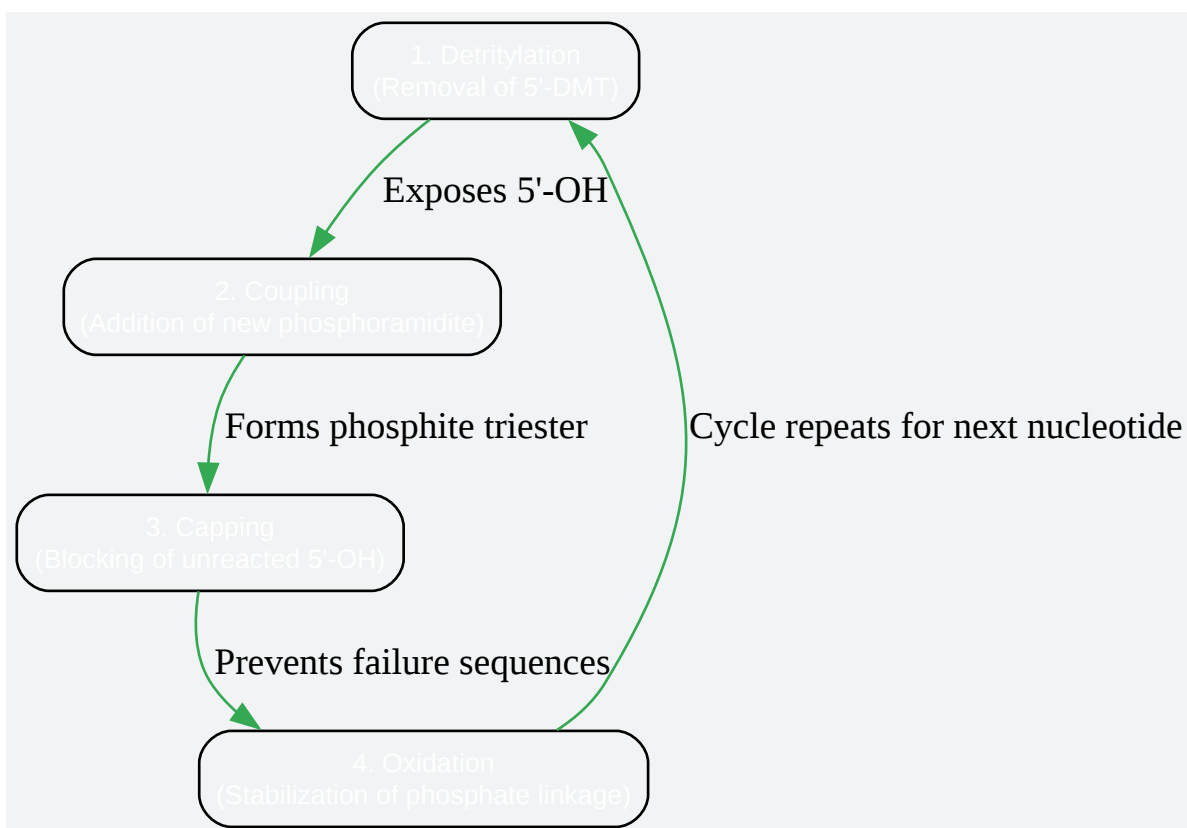 1. Detritylation
(Removal of 5'-DMT)
Exposes 5'-OH
2. Coupling
(Addition of new phosphoramidite)
Forms phosphite triester
Cycle repeats for next nucleotide
3. Capping
(Blocking of unreacted 5'-OH)
Prevents failure sequences
4. Oxidation
(Stabilization of phosphate linkage)